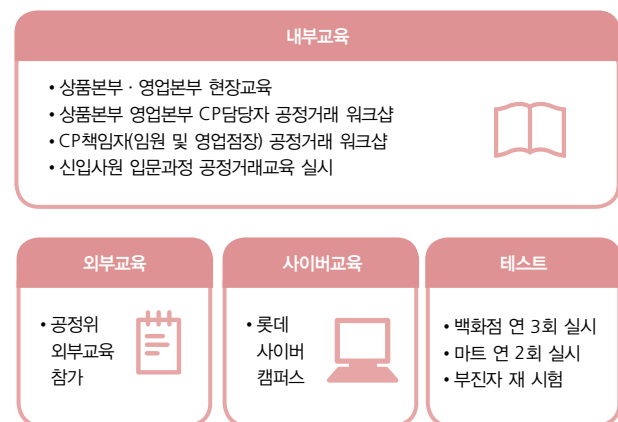 내부교육
• 상품본부 · 영업본부 현장교육
• 상품본부 영업본부 CP담당자 공정거래 워크샵
• CP책임자(임원 및 영업점장) 공정거래 워크샵
• 신입사원 입문과정 공정거래교육 실시
외부교육
• 공정위
외부교육
참가
사이버교육
• 롯데
사이버
캠퍼스
테스트
• 백화점 연 3회 실시
• 마트 연 2회 실시
• 부진자 재 시험